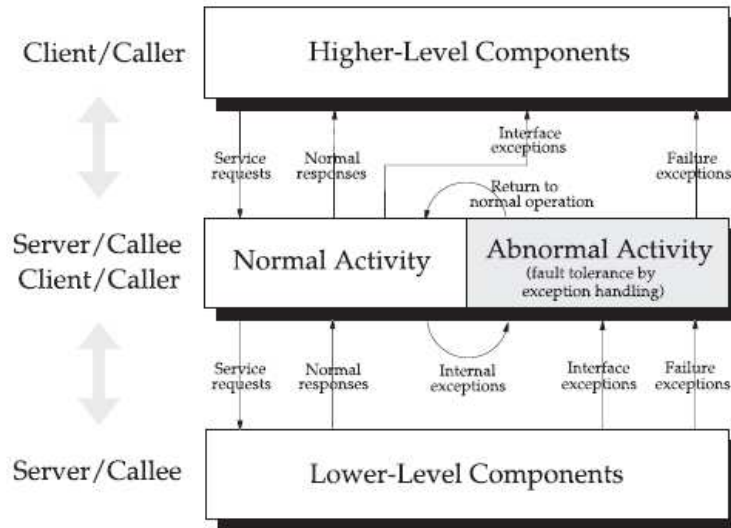 Client/Caller
Higher-Level Components
Service
requests
Normal
responses
Interface
exceptions
Failure
exceptions
Return to
normal operation
Server/Callee
Client/Caller
Normal Activity
Abnormal Activity
(fault tolerance by
exception handling)
Service
requests
Normal
responses
Internal
exceptions
Interface
exceptions
Failure
exceptions
Server/Callee
Lower-Level Components